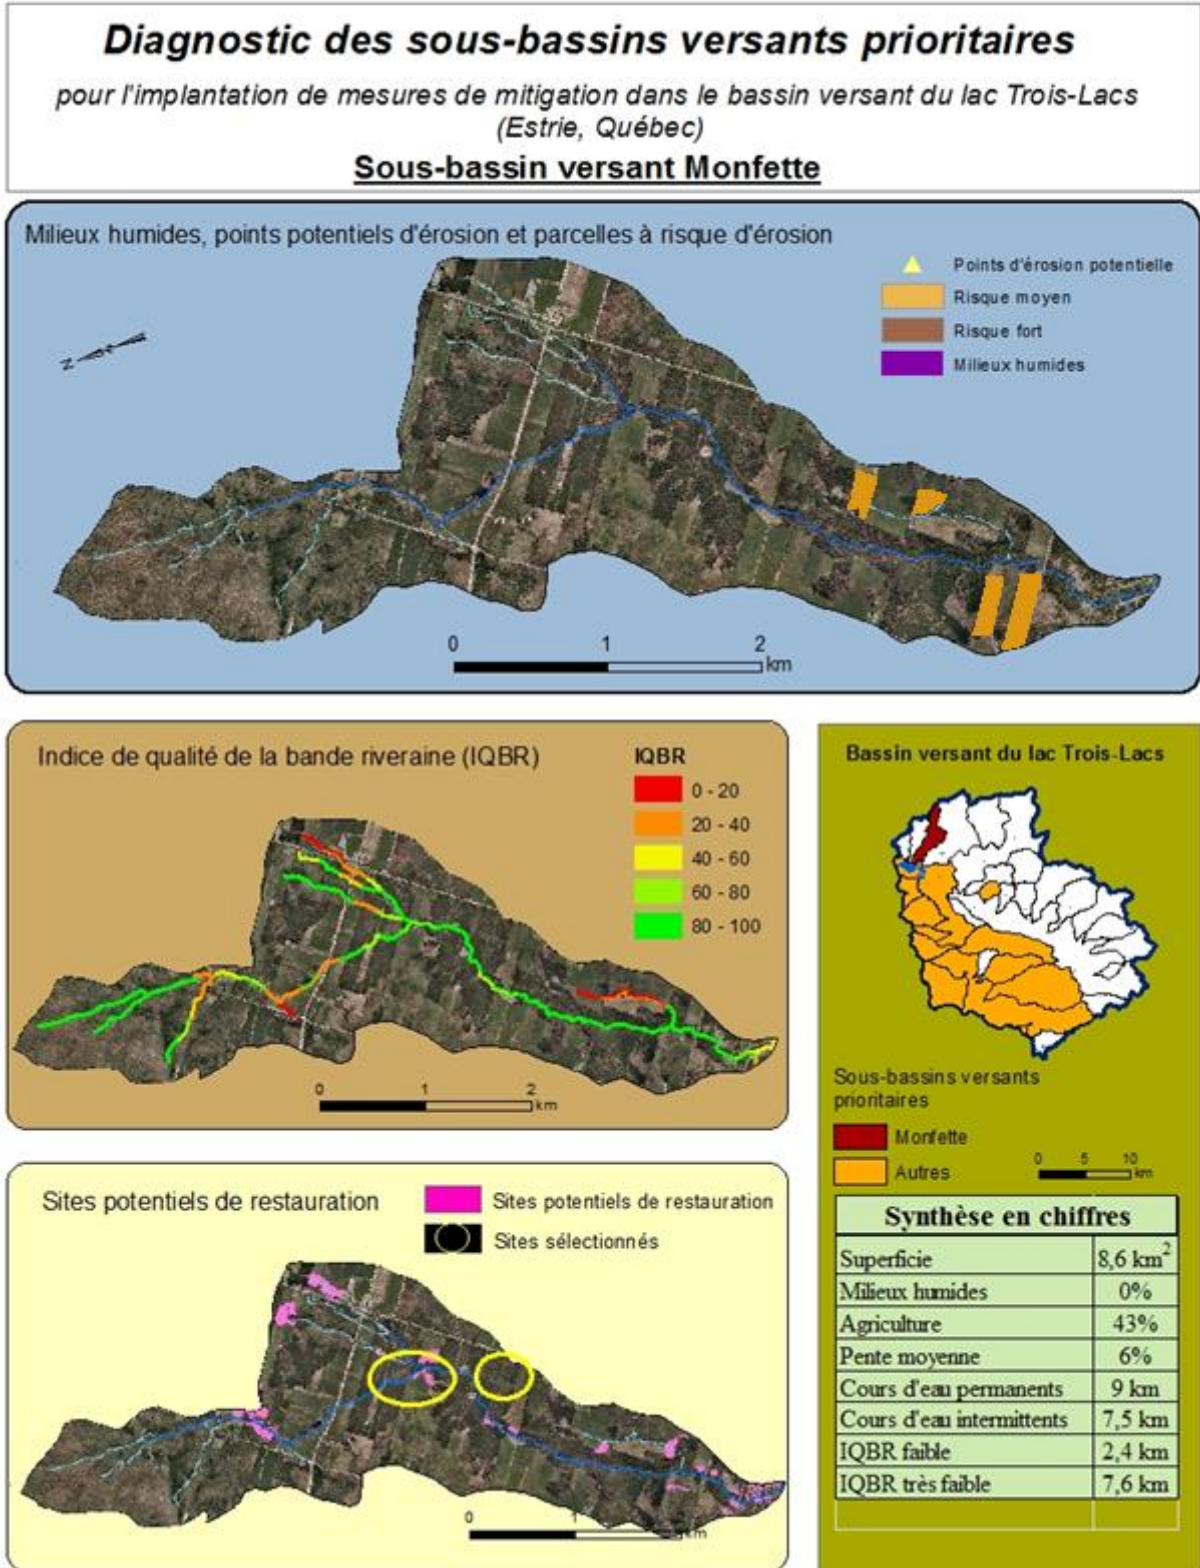 Diagnostic des sous-bassins versants prioritaires
pour l'implantation de mesures de mitigation dans le bassin versant du lac Trois-Lacs
(Estrie, Québec)
Sous-bassin versant Monfette
Milieux humides, points potentiels d'érosion et parcelles à risque d'érosion
Points d'érosion potentielle
Risque moyen
Risque fort
Milieux humides
N
0 1 2
km
Indice de qualité de la bande riveraine (IQBR)
IQBR
0 - 20
20 - 40
40 - 60
60 - 80
80 - 100
0 1 2
km
Bassin versant du lac Trois-Lacs
Sous-bassins versants
prioritaires
Monfette
Autres
0 5 10
km
Sites potentiels de restauration
Sites potentiels de restauration
Sites sélectionnés
0 1
km
Synthèse en chiffres
Superficie 8,6 km²
Milieux humides 0%
Agriculture 43%
Pente moyenne 6%
Cours d'eau permanents 9 km
Cours d'eau intermittents 7,5 km
IQBR faible 2,4 km
IQBR très faible 7,6 km